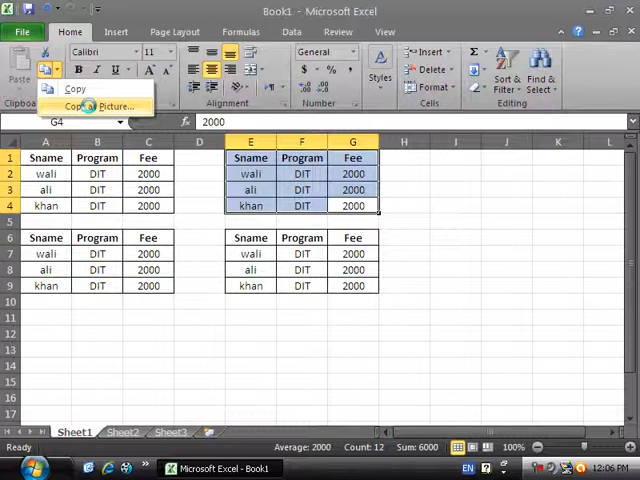 Book1 - Microsoft Excel
File Home Insert Page Layout Formulas Data Review View
Calibri 11 General Insert
Paste B I U A A $ % , Styles Delete Sort & Filter Find & Select
Copy Format
Clipboard Copy as Picture... Cells Editing
G4 fx 2000
A B C D E F G H I J K L
1 Sname Program Fee Sname Program Fee
2 wali DIT 2000 wali DIT 2000
3 ali DIT 2000 ali DIT 2000
4 khan DIT 2000 khan DIT 2000
5
6 Sname Program Fee Sname Program Fee
7 wali DIT 2000 wali DIT 2000
8 ali DIT 2000 ali DIT 2000
9 khan DIT 2000 khan DIT 2000
10
11
12
13
14
15
16
17
Sheet1 Sheet2 Sheet3
Ready Average: 2000 Count: 12 Sum: 6000 100%
Microsoft Excel - Book1 EN 12:06 PM